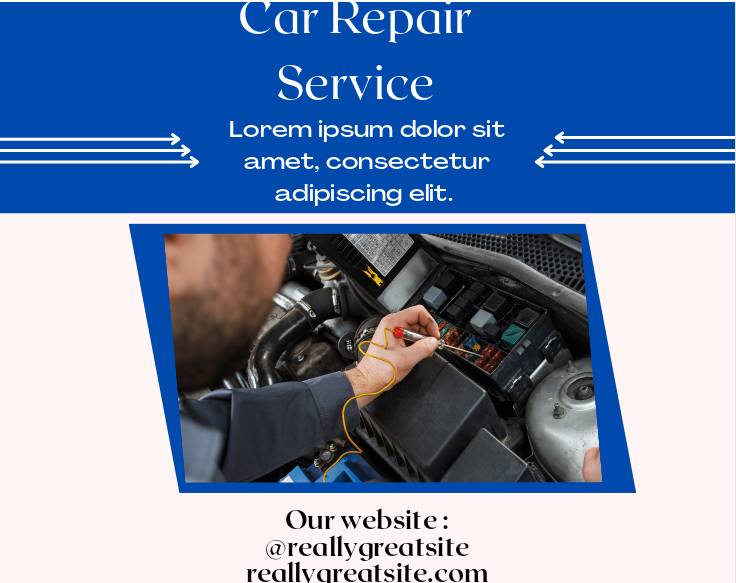 Car Repair
Service
Lorem ipsum dolor sit
amet, consectetur
adipiscing elit.
Our website :
@reallygreatsite
reallygreatsite.com